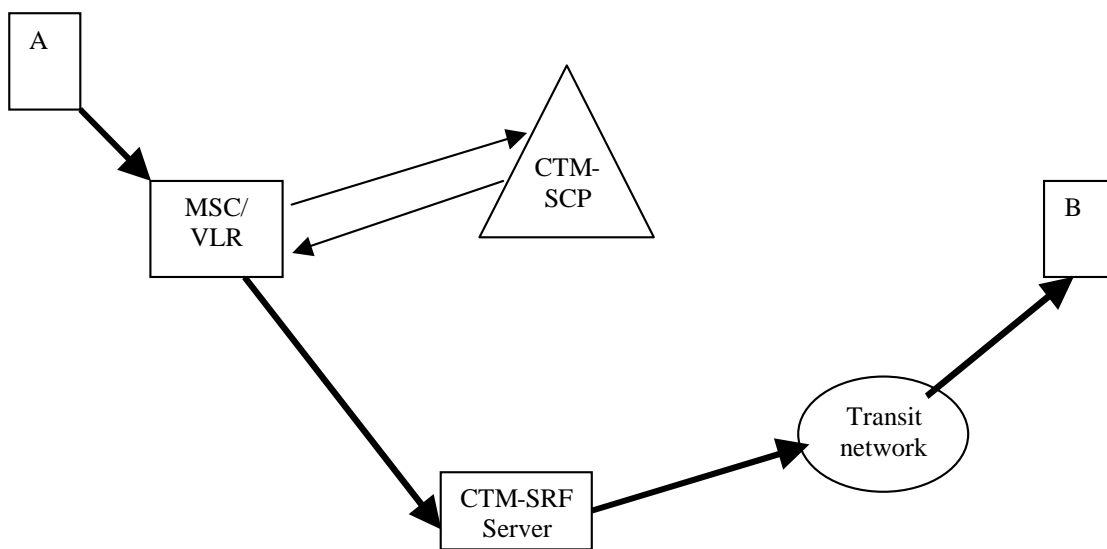 A
CTM-
SCP
MSC/
VLR
B
Transit
network
CTM-SRF
Server